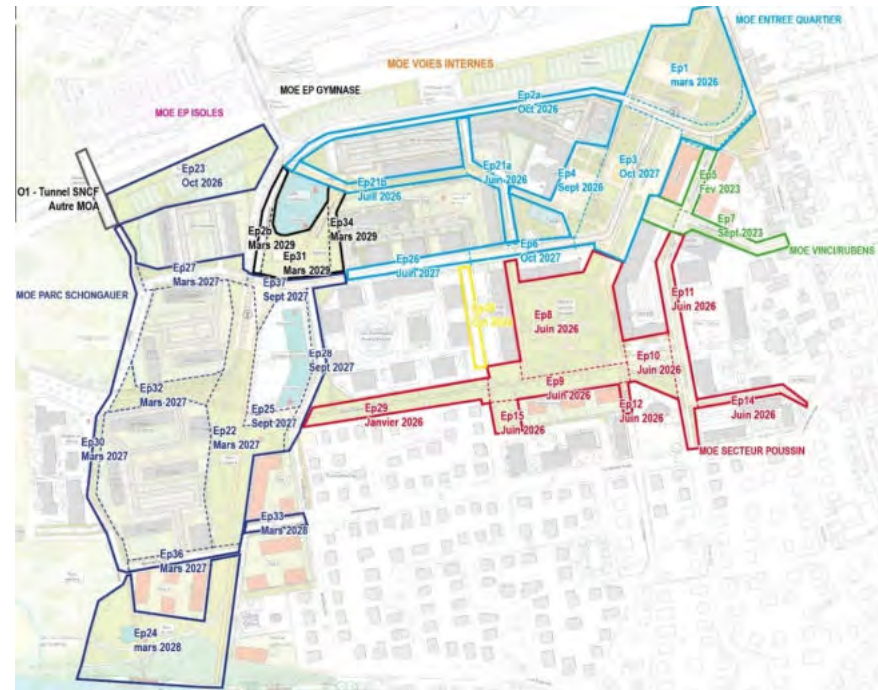 MOE ENTREE QUARTIER
MOE VOIES INTERNES
MOE EP GYMNASE
MOE EP ISOLES
Ep1
mars 2026
Ep2a
Oct 2026
Ep23
Oct 2026
O1 - Tunnel SNCF
Autre MOA
Ep21b
Juil 2026
Ep21a
Juin 2026
Ep4
Sept 2026
Ep3
Oct 2027
Ep5
Fev 2023
Ep7
Sept 2023
MOE VINCI/RUBENS
Ep2b
Mars 2029
Ep34
Mars 2029
Ep31
Mars 2029
Ep26
Juin 2027
Ep6
Oct 2027
Ep27
Mars 2027
Ep37
Sept 2027
MOE PARC SCHONGAUER
Ep8
Juin 2026
Ep11
Juin 2026
Ep28
Sept 2027
Ep10
Juin 2026
Ep9
Juin 2026
Ep32
Mars 2027
Ep25
Sept 2027
Ep29
Janvier 2026
Ep15
Juin 2026
Ep12
Juin 2026
Ep14
Juin 2026
Ep30
Mars 2027
Ep22
Mars 2027
MOE SECTEUR POUSSIN
Ep33
Mars 2028
Ep36
Mars 2027
Ep24
mars 2028